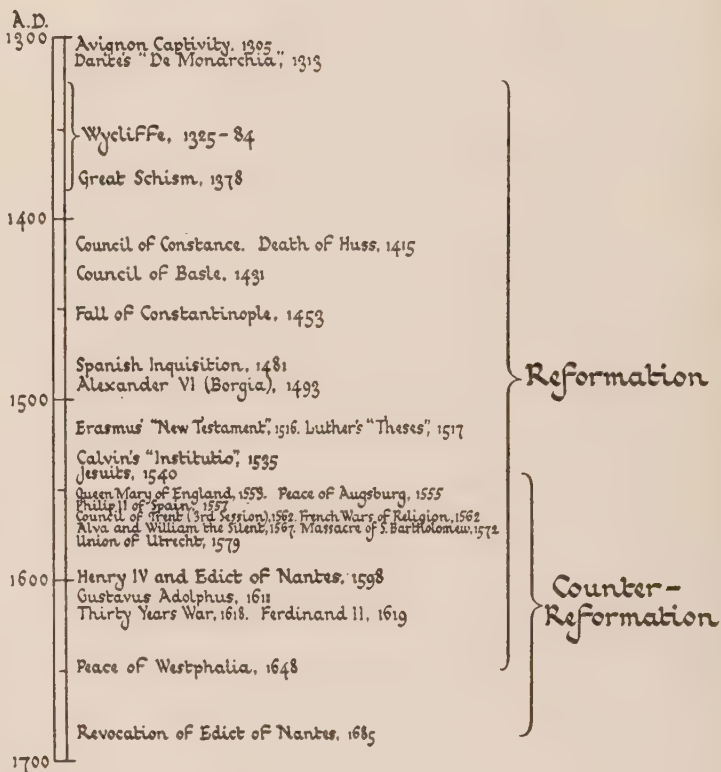 A.D.
1300
Avignon Captivity. 1305
Dante's "De Monarchia", 1313
Wycliffe, 1325-84
Great Schism, 1378
1400
Council of Constance. Death of Huss, 1415
Council of Basle, 1431
Fall of Constantinople, 1453
Spanish Inquisition, 1481
Alexander VI (Borgia), 1493
Reformation
1500
Erasmus' "New Testament", 1516. Luther's "Theses", 1517
Calvin's "Institutio", 1535
Jesuits, 1540
Queen Mary of England, 1553. Peace of Augsburg, 1555
Philip II of Spain, 1557
Council of Trent (3rd Session), 1562. French Wars of Religion, 1562
Alva and William the Silent, 1567. Massacre of S. Bartholomew, 1572
Union of Utrecht, 1579
1600
Henry IV and Edict of Nantes, 1598
Gustavus Adolphus, 1611
Thirty Years War, 1618. Ferdinand II, 1619
Counter-
Reformation
Peace of Westphalia, 1648
Revocation of Edict of Nantes, 1685
1700